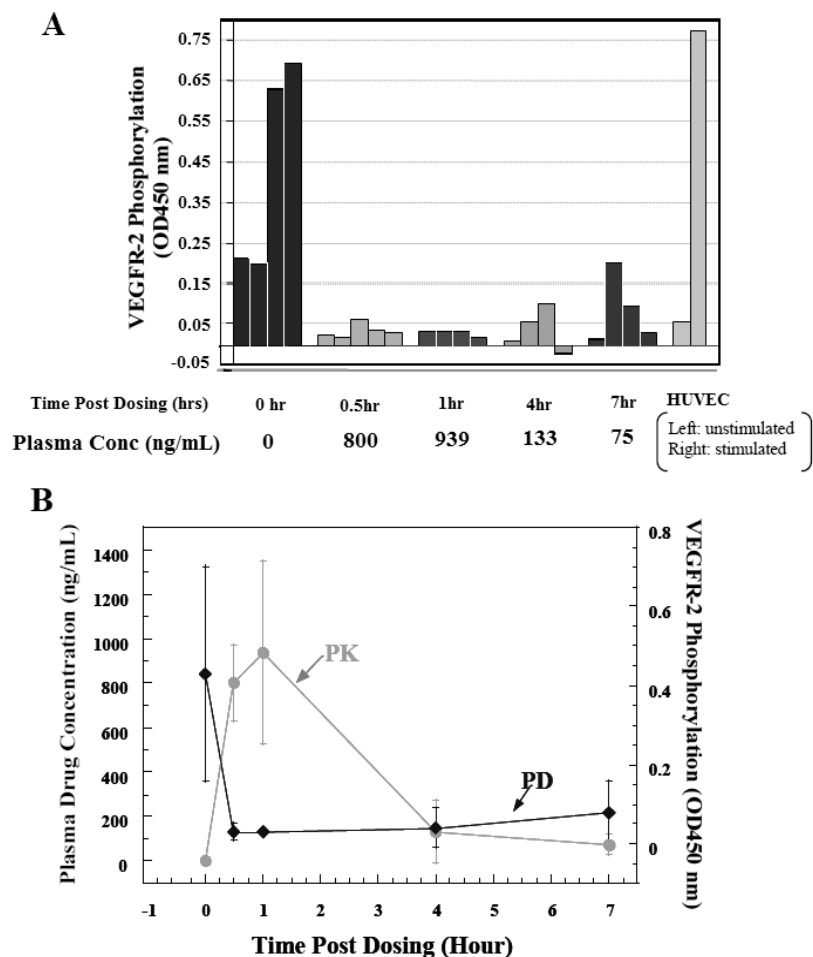 A
VEGFR-2 Phosphorylation
(OD450 nm)
0.75
0.65
0.55
0.45
0.35
0.25
0.15
0.05
-0.05
Time Post Dosing (hrs) 0 hr 0.5hr 1hr 4hr 7hr HUVEC
Plasma Conc (ng/mL) 0 800 939 133 75
Left: unstimulated
Right: stimulated
B
Plasma Drug Concentration (ng/mL)
1400
1200
1000
800
600
400
200
0
PK
PD
0.8
0.6
0.4
0.2
0
VEGFR-2 Phosphorylation (OD450 nm)
-1 0 1 2 3 4 5 6 7
Time Post Dosing (Hour)